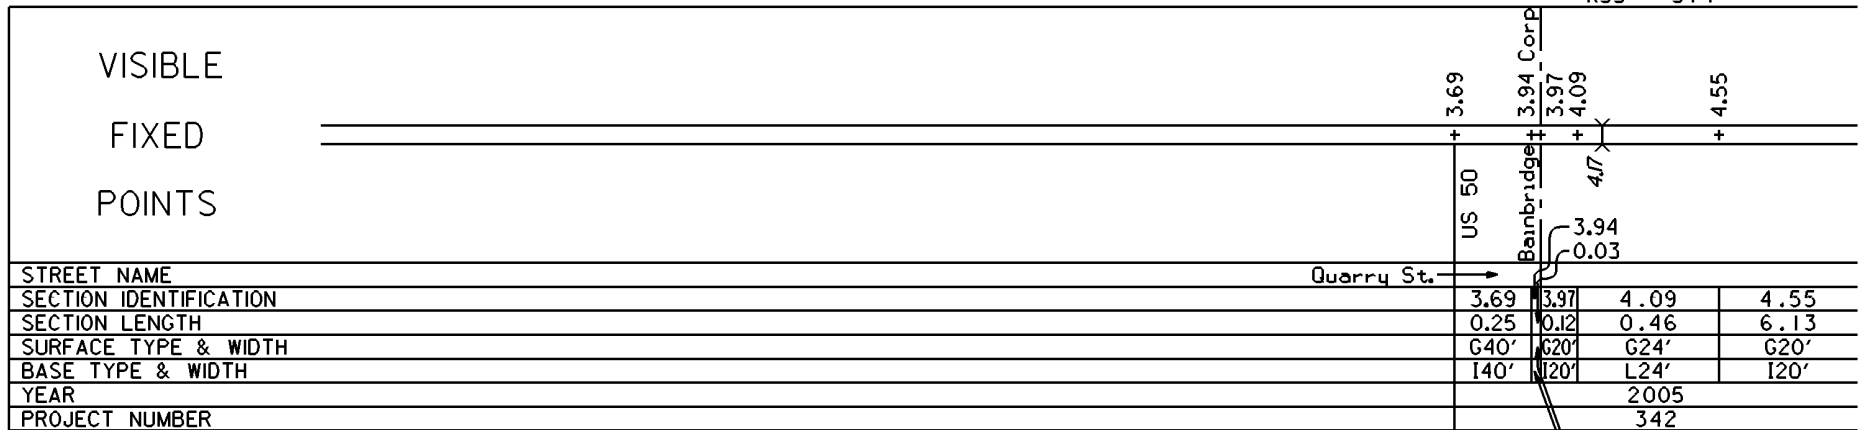 VISIBLE
FIXED
POINTS
3.69
3.94 Corp
3.97
4.09
4.55
US 50
Bainbridge
4.17
3.94
0.03
STREET NAME Quarry St.
SECTION IDENTIFICATION 3.69 3.97 4.09 4.55
SECTION LENGTH 0.25 0.12 0.46 6.13
SURFACE TYPE & WIDTH G40' G20' G24' G20'
BASE TYPE & WIDTH I40' I20' L24' I20'
YEAR 2005
PROJECT NUMBER 342